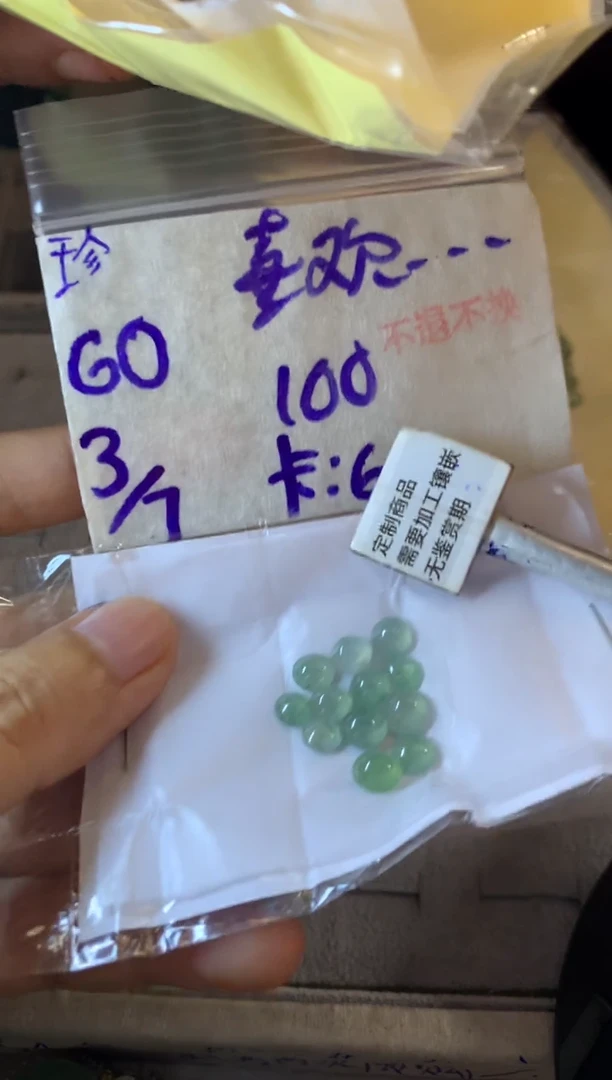 珍
喜欢---
不退不换
GO
100
3/7
卡:6
定制商品
需要加工镶嵌
无鉴赏期